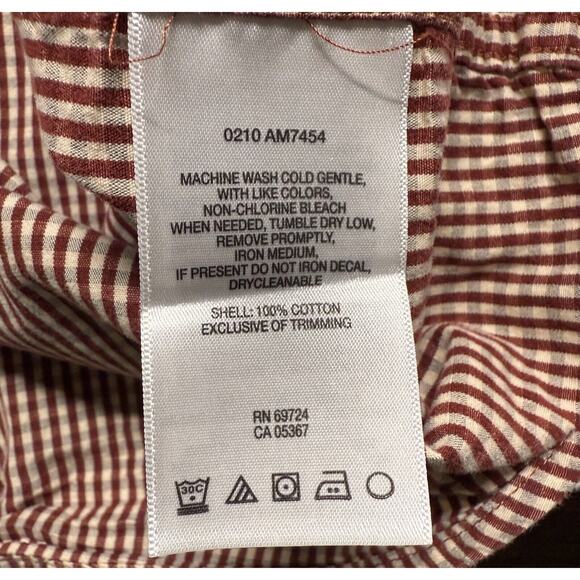 0210 AM7454
MACHINE WASH COLD GENTLE,
WITH LIKE COLORS,
NON-CHLORINE BLEACH
WHEN NEEDED, TUMBLE DRY LOW,
REMOVE PROMPTLY,
IRON MEDIUM,
IF PRESENT DO NOT IRON DECAL,
DRYCLEANABLE
SHELL: 100% COTTON
EXCLUSIVE OF TRIMMING
RN 69724
CA 05367
30C